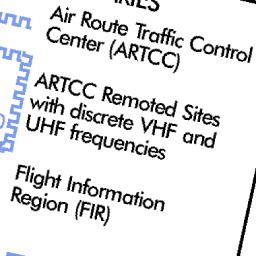 Air Route Traffic Control
Center (ARTCC)
ARTCC Remoted Sites
with discrete VHF and
UHF frequencies
Flight Information
Region (FIR)